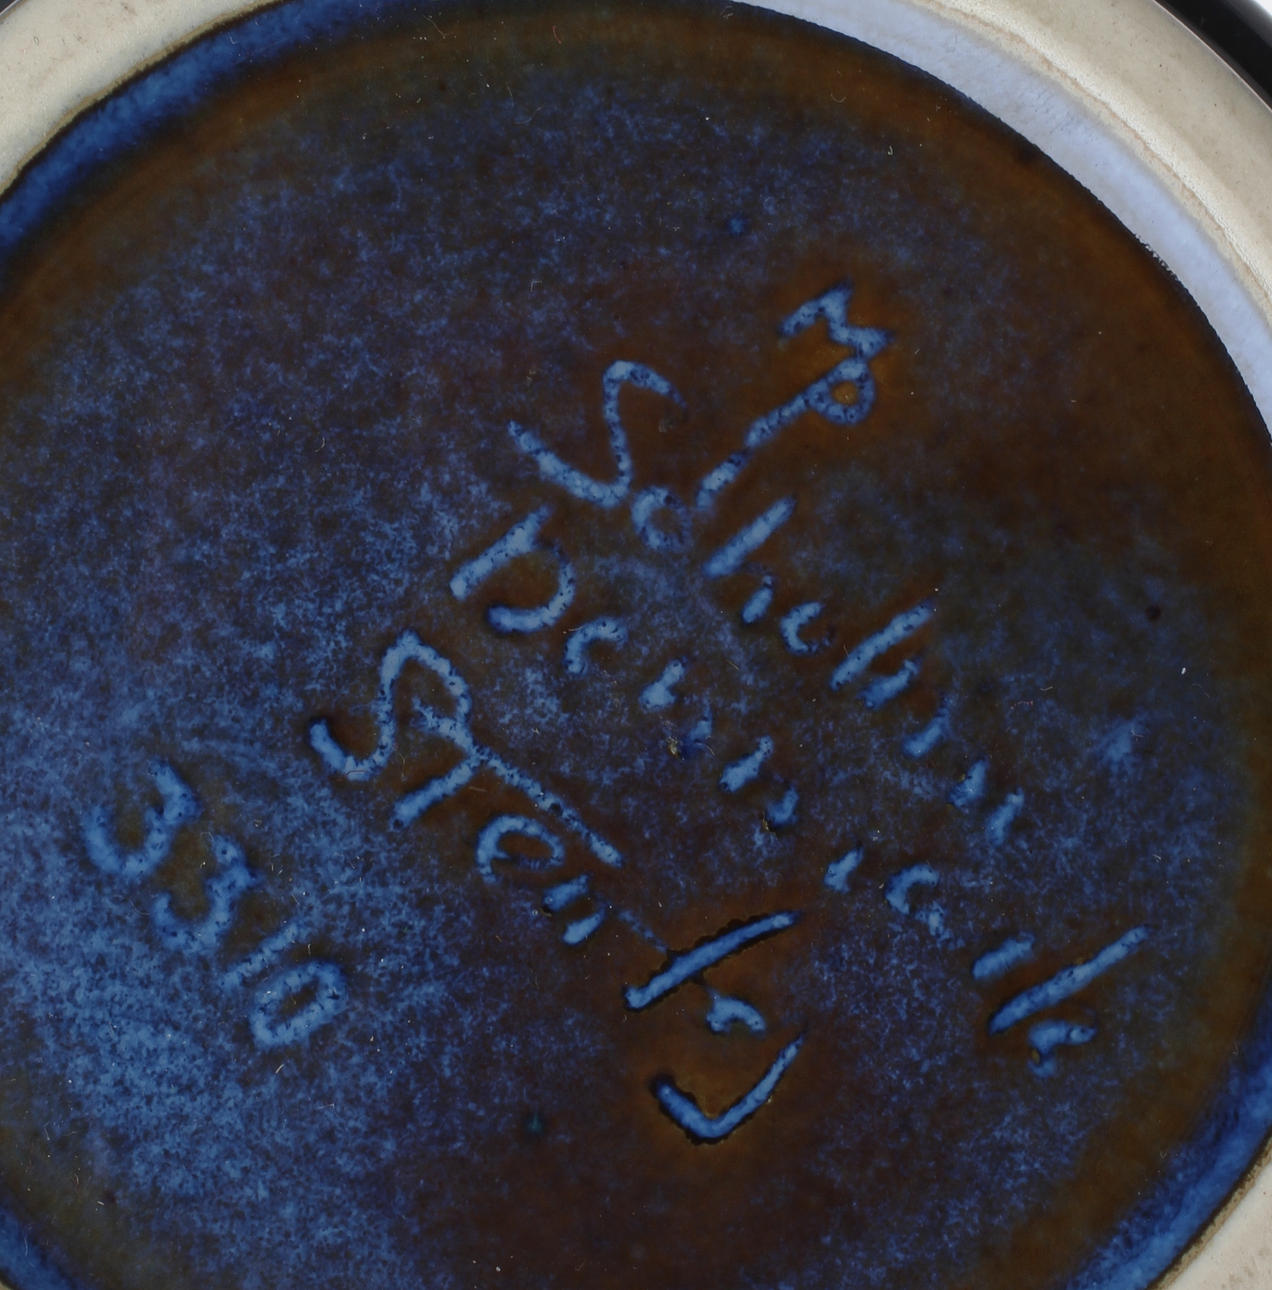 Søholm
Denmark
Stentøj
3310